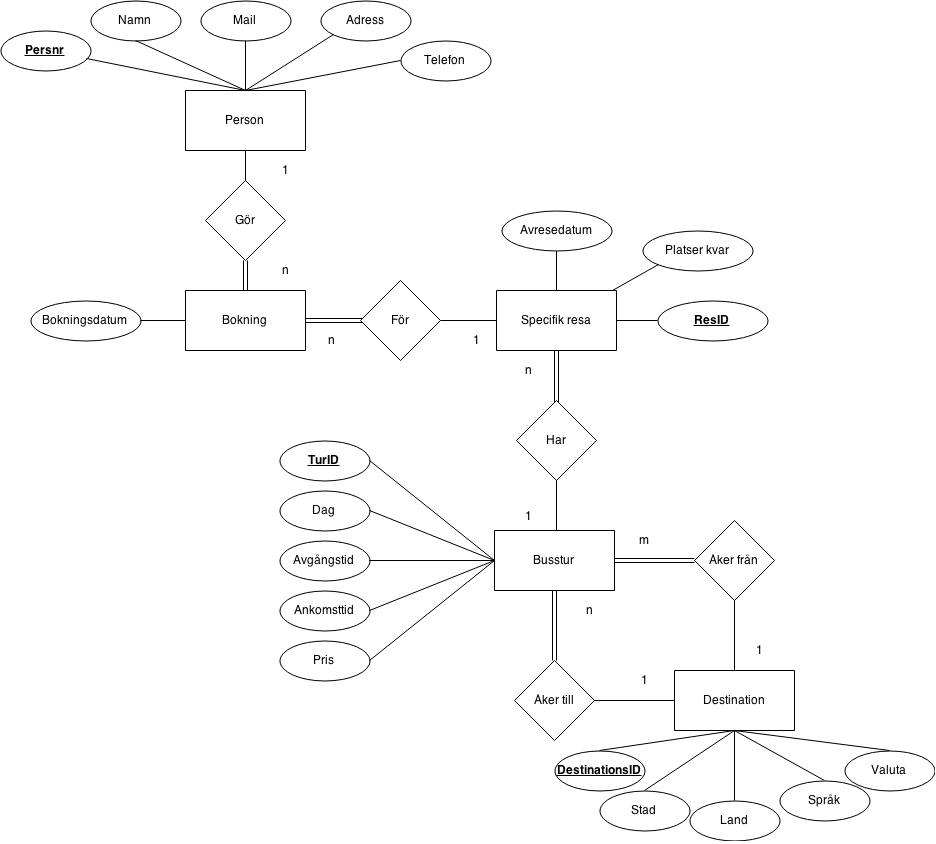 Namn
Mail
Adress
Persnr
Telefon
Person
1
Gör
n
Avresedatum
Platser kvar
Bokningsdatum
Bokning
För
Specifik resa
ResID
n
1
n
Har
TurID
Dag
1
m
Avgångstid
Busstur
Åker från
Ankomsttid
n
Pris
1
1
Åker till
Destination
DestinationsID
Valuta
Stad
Språk
Land